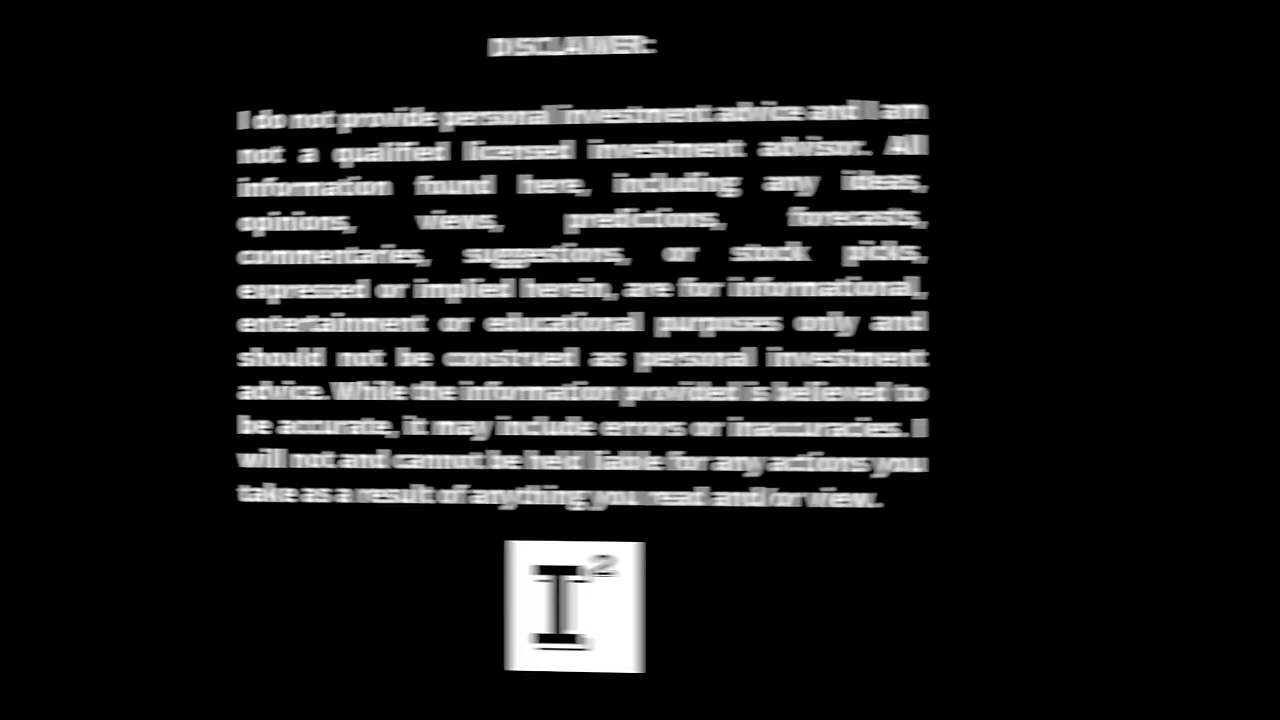 DISCLAIMER:
I do not provide personal investment advice and I am
not a qualified licensed investment advisor. All
information found here, including any ideas,
opinions, views, predictions, forecasts,
commentaries, suggestions, or stock picks,
expressed or implied herein, are for informational,
entertainment or educational purposes only and
should not be construed as personal investment
advice. While the information provided is believed to
be accurate, it may include errors or inaccuracies. I
will not and cannot be held liable for any actions you
take as a result of anything you read and/or view.
I²